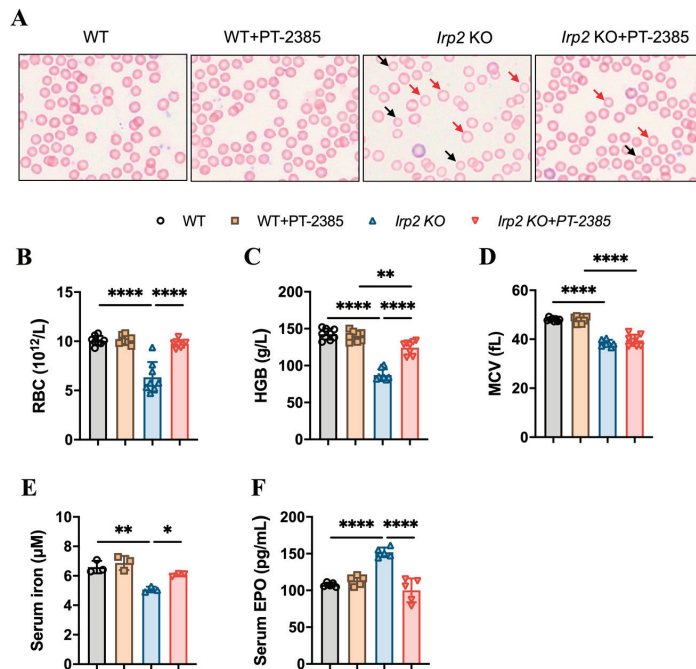 A
WT WT+PT-2385 Irp2 KO Irp2 KO+PT-2385
WT WT+PT-2385 Irp2 KO Irp2 KO+PT-2385
B
RBC (10¹²/L)
15
10
5
0
**** ****
C
HGB (g/L)
200
150
100
50
0
**
**** ****
D
MCV (fL)
60
40
20
0
****
****
E
Serum iron (μM)
8
6
4
2
0
** *
F
Serum EPO (pg/mL)
200
150
100
50
0
**** ****